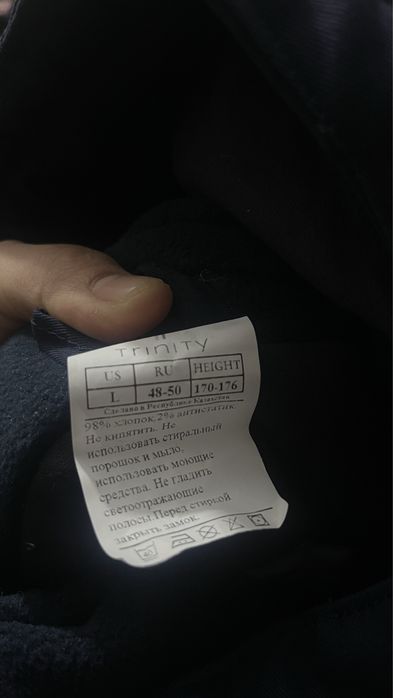 Trinity
US RU HEIGHT
L 48-50 170-176
Сделано в Республике Казахстан
98% хлопок,2% антистатик.
Не кипятить. Не
использовать стиральный
порошок и мыло.
использовать моющие
средства. Не гладить
светоотражающие
полосы.Перед стиркой
закрыть замок.
40